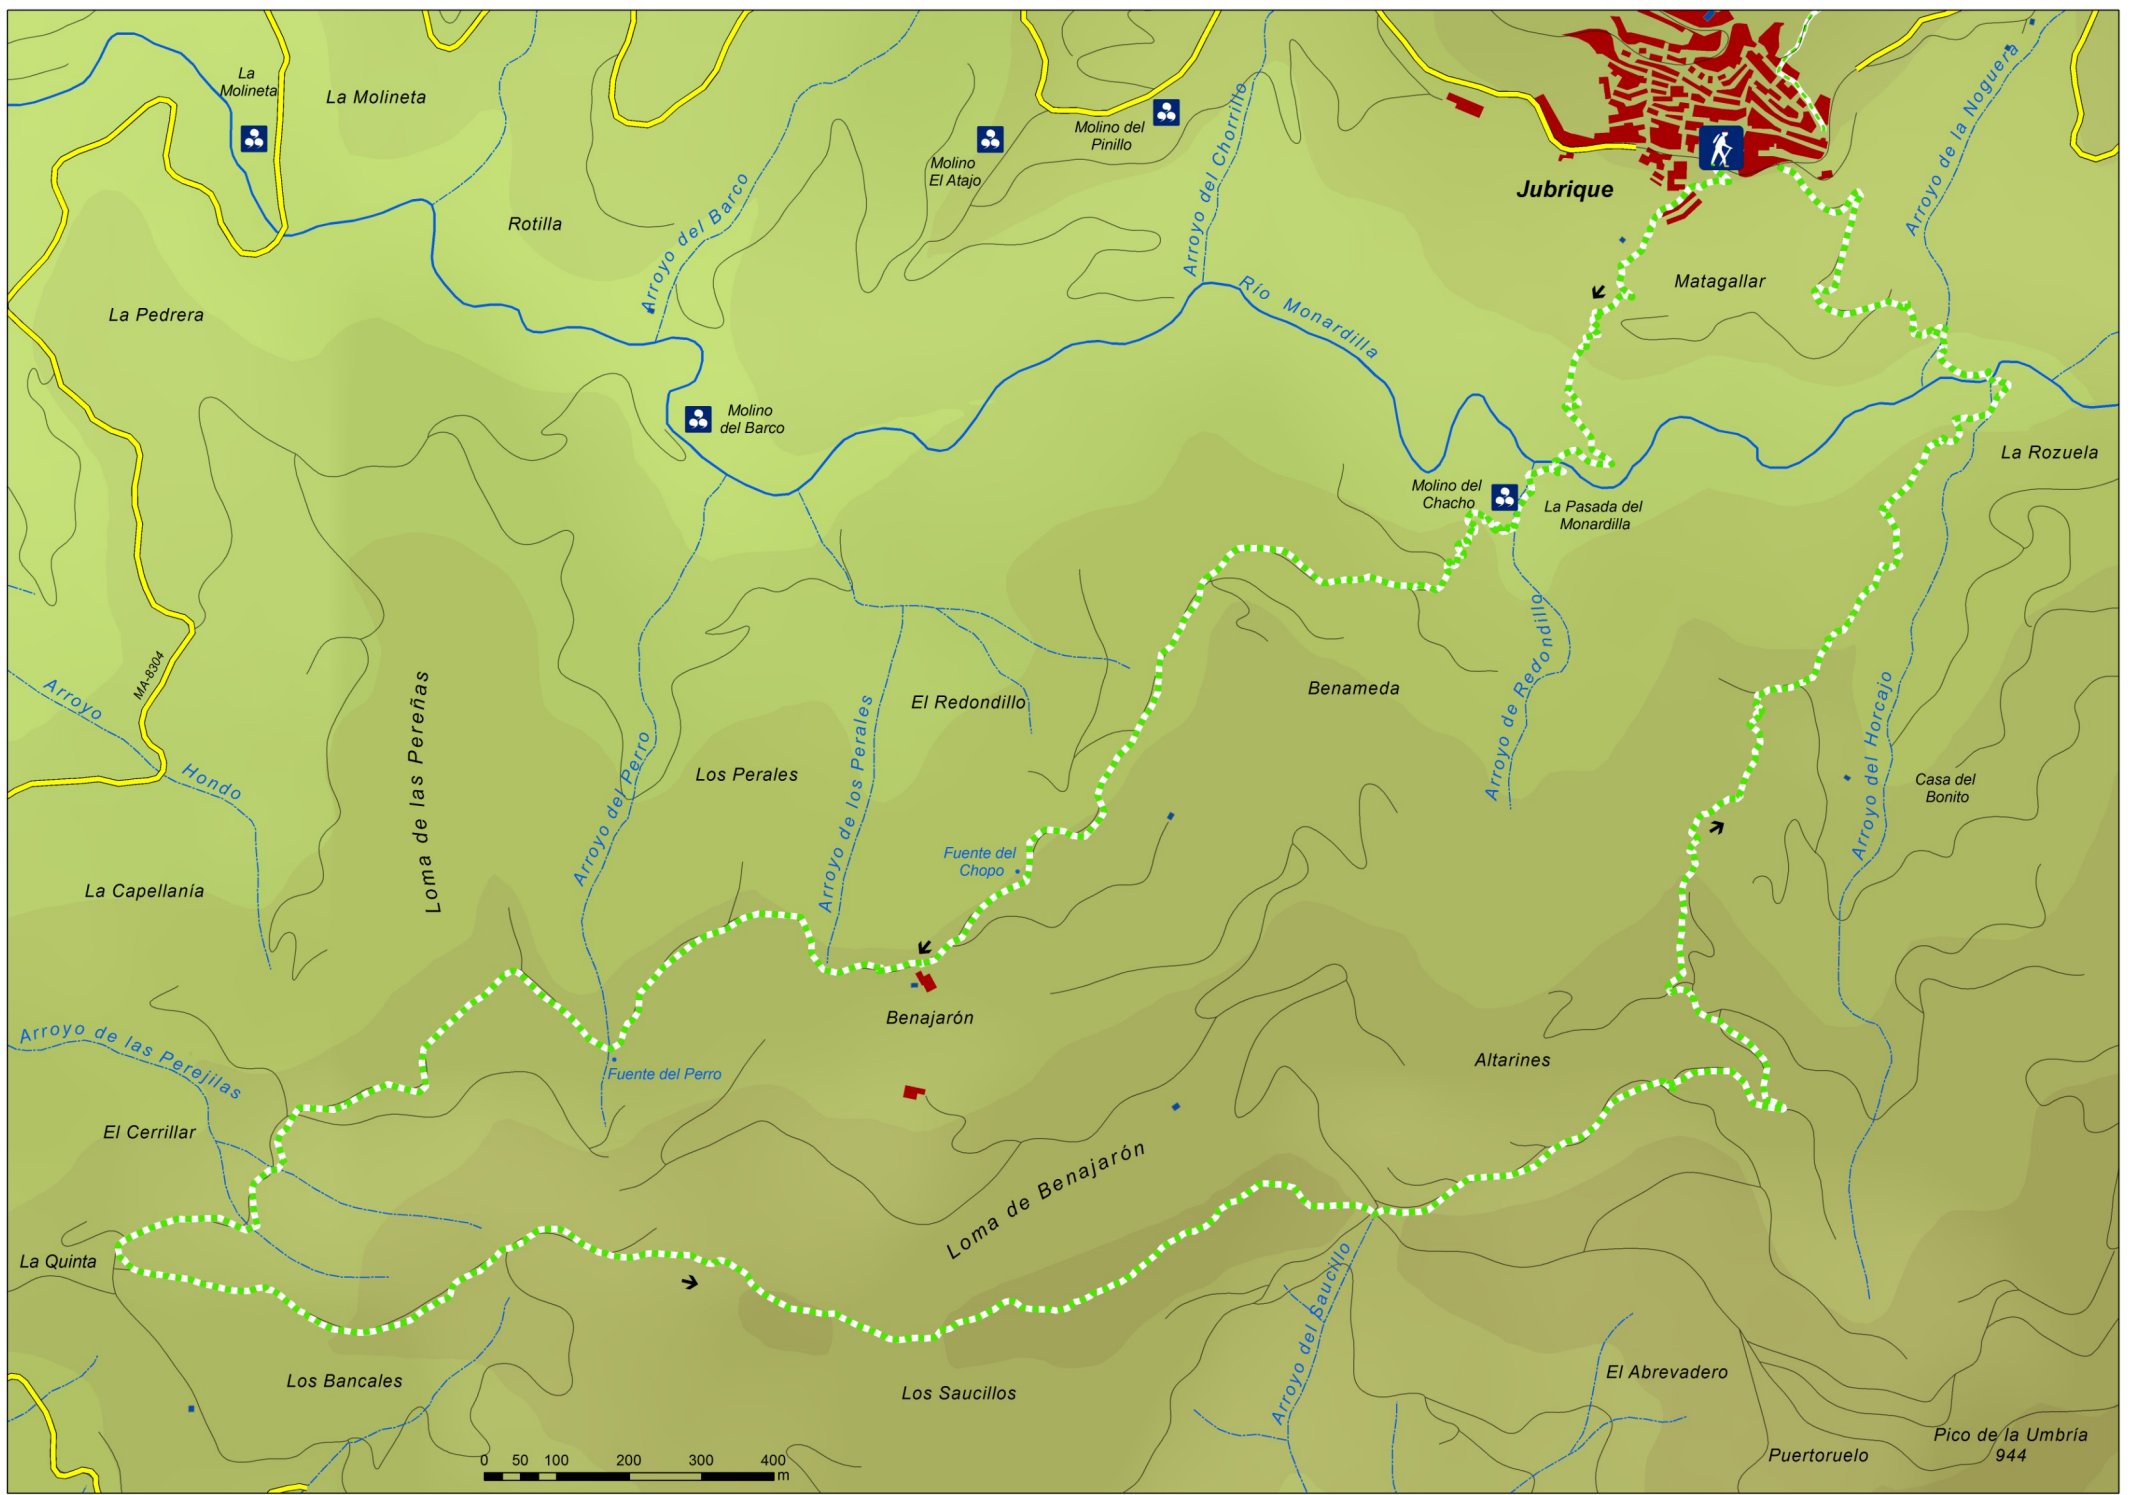 La
Molineta
La Molineta
Rotilla
Arroyo del Barco
Molino
El Atajo
Molino del
Pinillo
Arroyo del Chorrillo
Jubrique
Arroyo de la Noguera
Matagallar
La Pedrera
Río Monardilla
Molino
del Barco
Molino del
Chacho
La Pasada del
Monardilla
La Rozuela
MA-8304
Arroyo Hondo
Loma de las Pereñas
Arroyo del Perro
Los Perales
Arroyo de los Perales
El Redondillo
Benameda
Arroyo de Redondillo
Arroyo del Horcajo
Casa del
Bonito
Fuente del
Chopo
La Capellanía
Benajarón
Arroyo de las Perejilas
Fuente del Perro
Altarines
El Cerrillar
Loma de Benajarón
La Quinta
Arroyo del Saucillo
Los Bancales
Los Saucillos
El Abrevadero
Puertoruelo
Pico de la Umbría
944
0 50 100 200 300 400
m